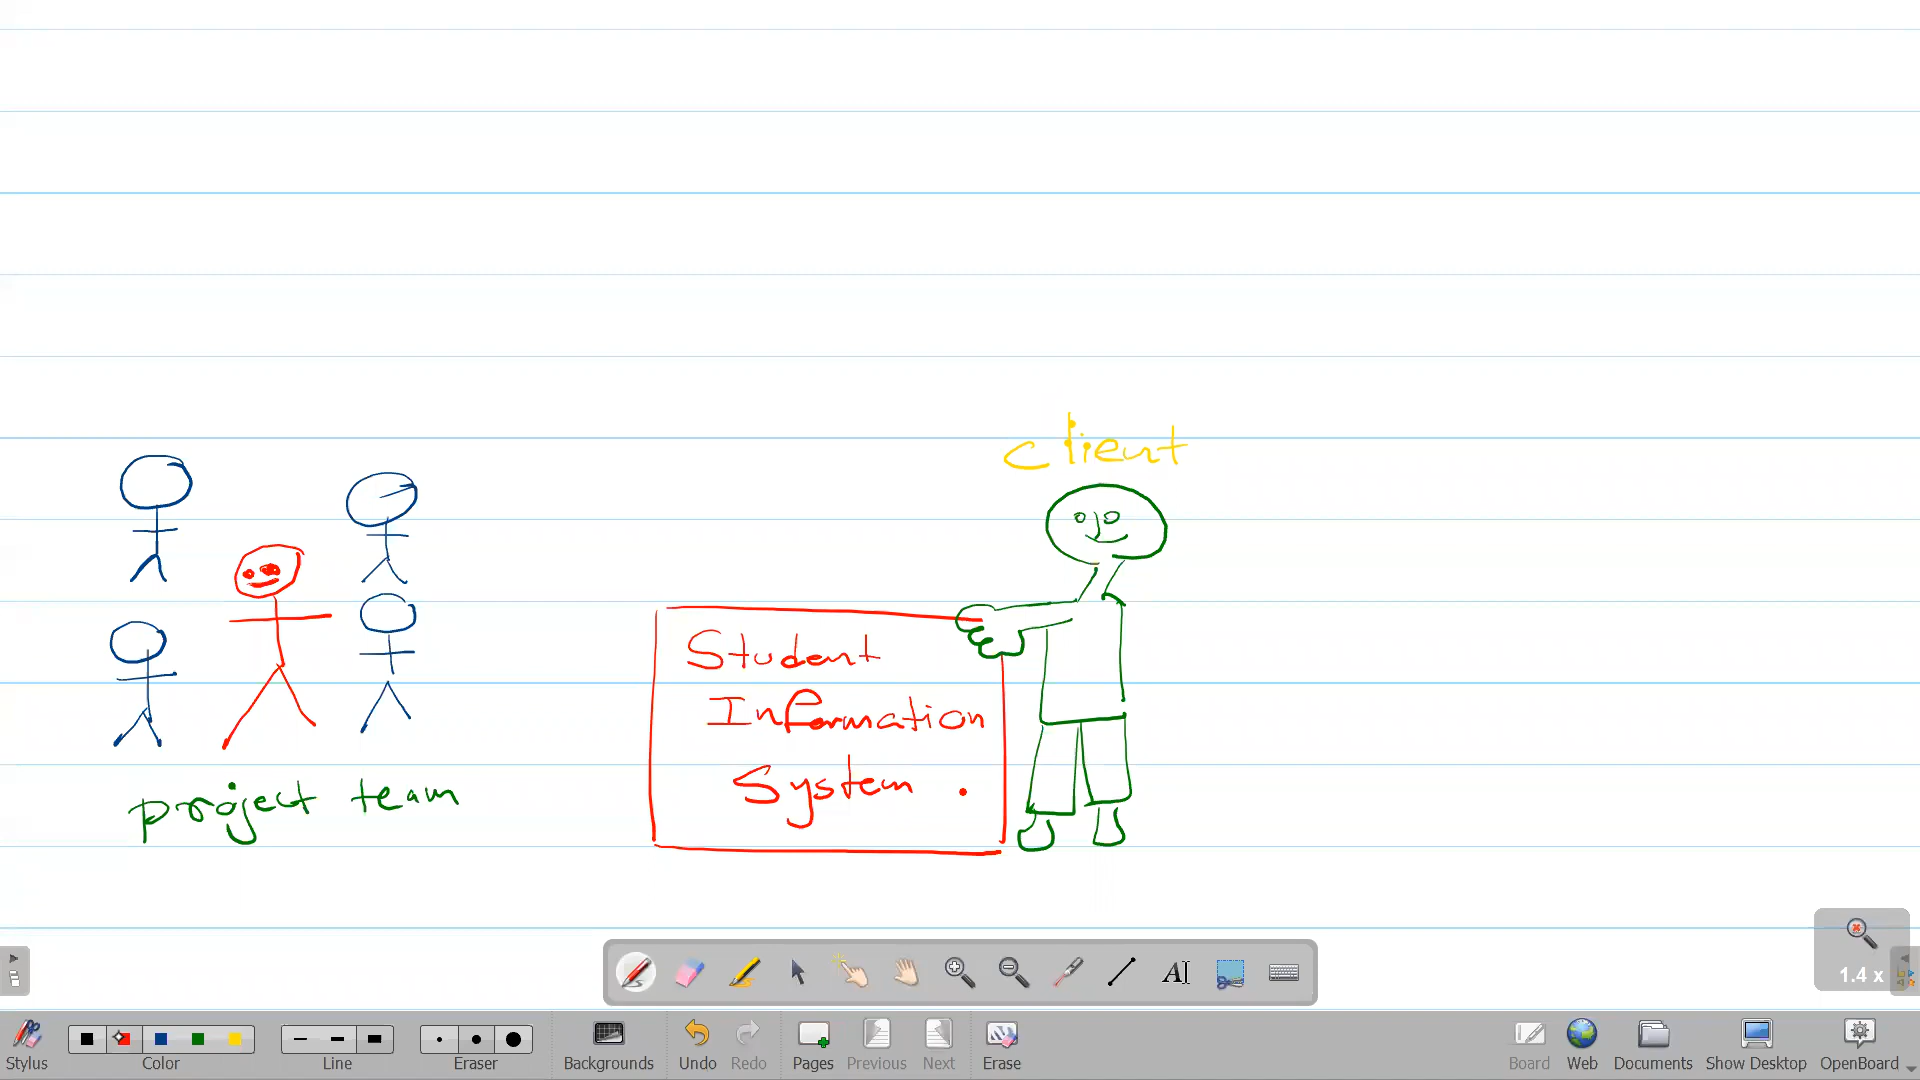 client
Student
Information
System .
project team
1.4 x
Stylus
Color
Line
Eraser
Backgrounds
Undo
Redo
Pages
Previous
Next
Erase
Board
Web
Documents
Show Desktop
OpenBoard